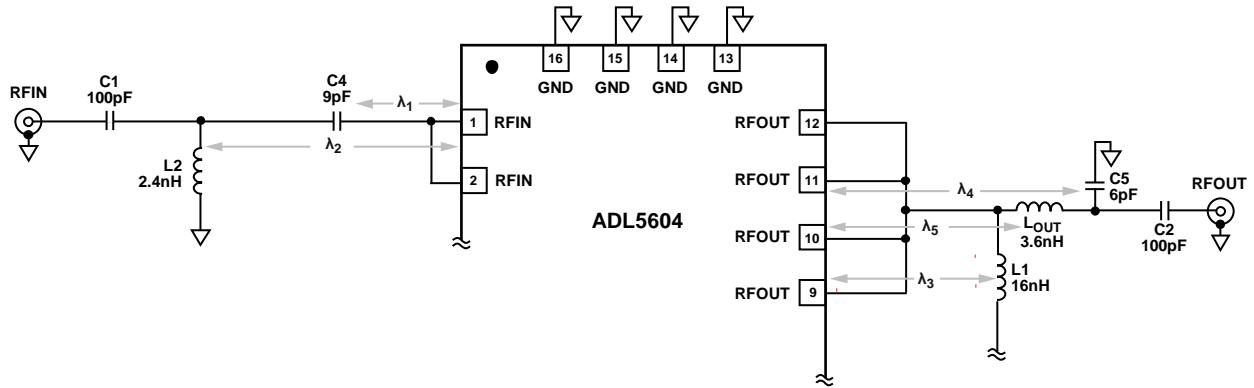 16
15
14
13
GND
GND
GND
GND
RFIN
C1
100pF
C4
9pF
λ1
1
RFIN
λ2
L2
2.4nH
2
RFIN
ADL5604
RFOUT
12
RFOUT
11
RFOUT
10
RFOUT
9
λ4
λ5
λ3
LOUT
3.6nH
L1
16nH
C5
6pF
C2
100pF
RFOUT